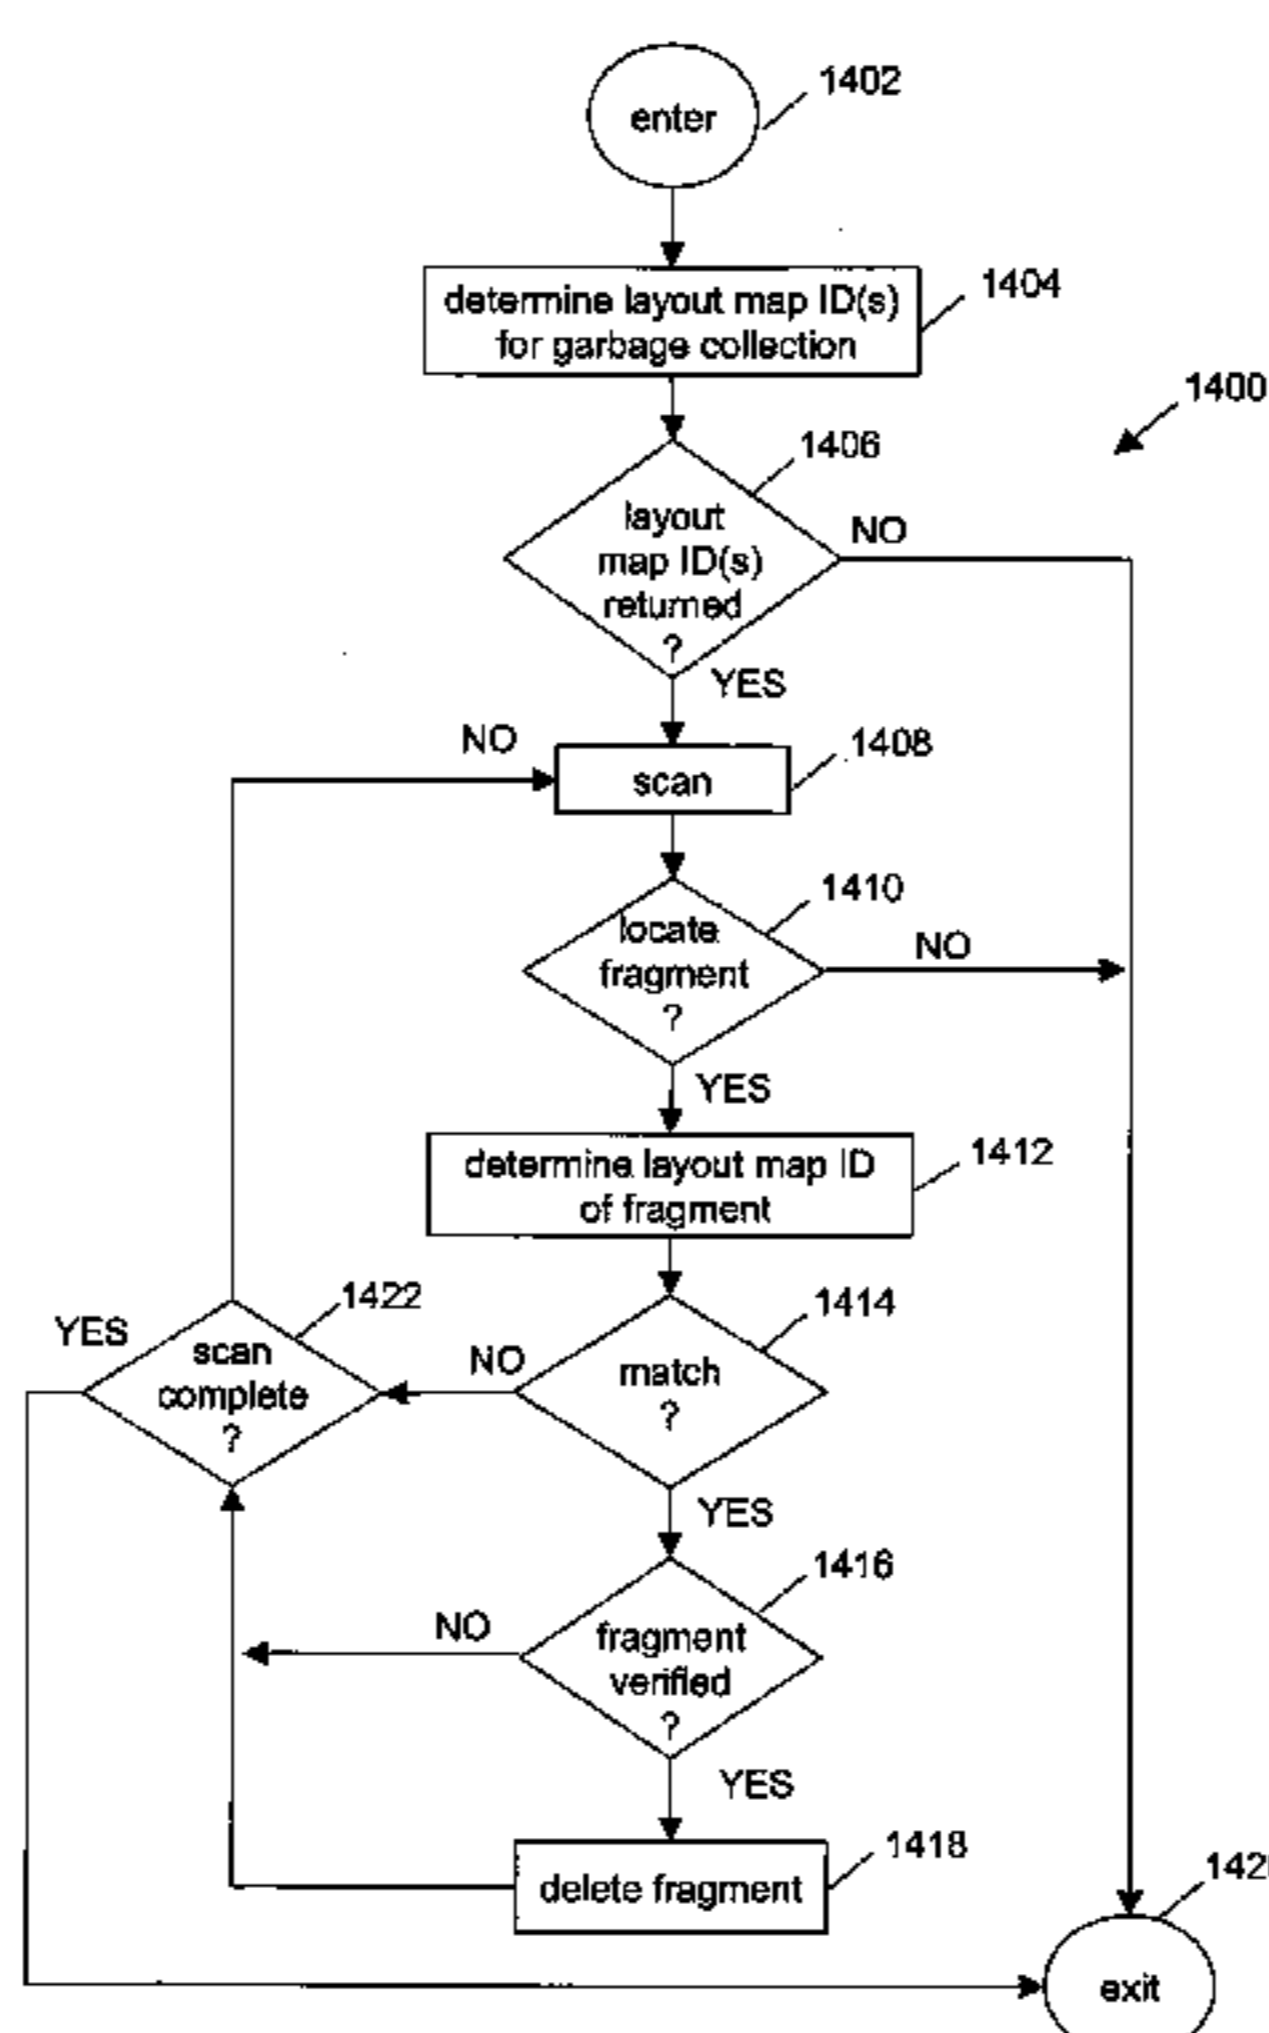 1402
enter
determine layout map ID(s)
for garbage collection
1404
1400
1406
layout
map ID(s)
returned
?
NO
YES
NO
scan
1408
1410
locate
fragment
?
NO
YES
determine layout map ID
of fragment
1412
1422
YES
scan
complete
?
NO
1414
match
?
YES
1416
NO
fragment
verified
?
YES
1418
delete fragment
exit